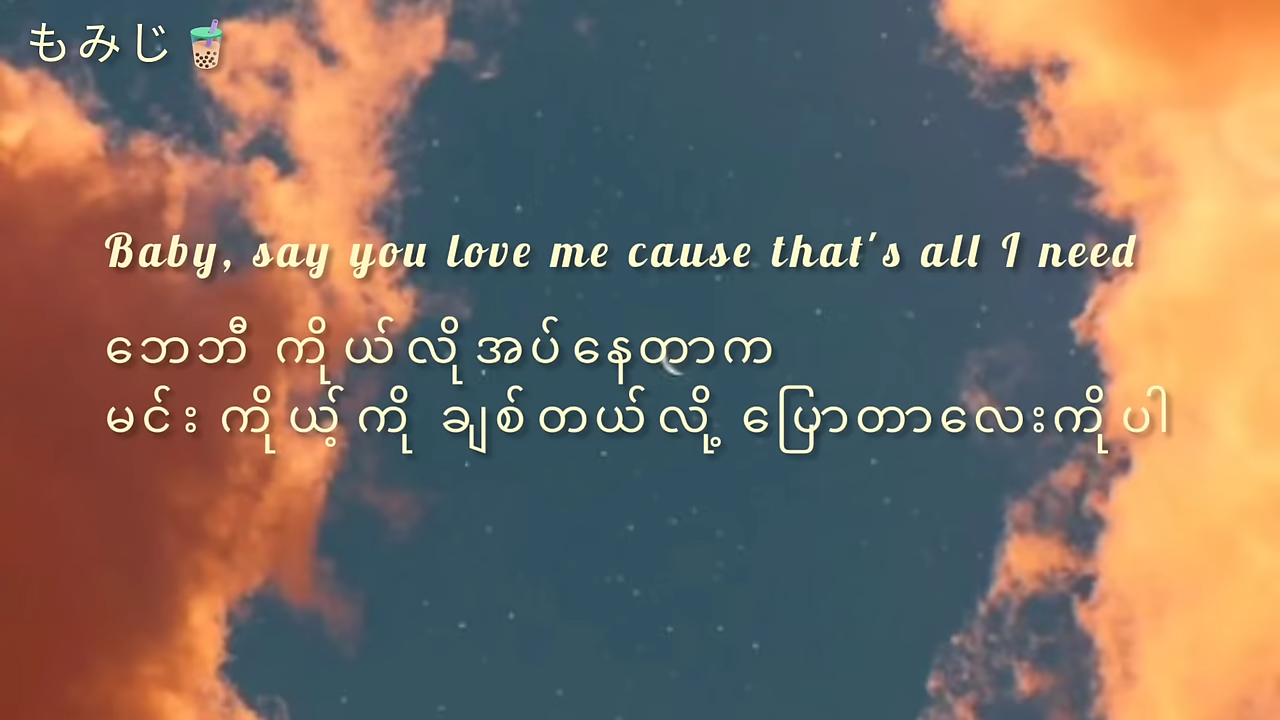 もみじ 🧋
Baby, say you love me cause that's all I need
ဘေဘီ ကိုယ်လိုအပ်နေတာက
မင်း ကိုယ့်ကို ချစ်တယ်လို့ ပြောတာလေးကိုပါ